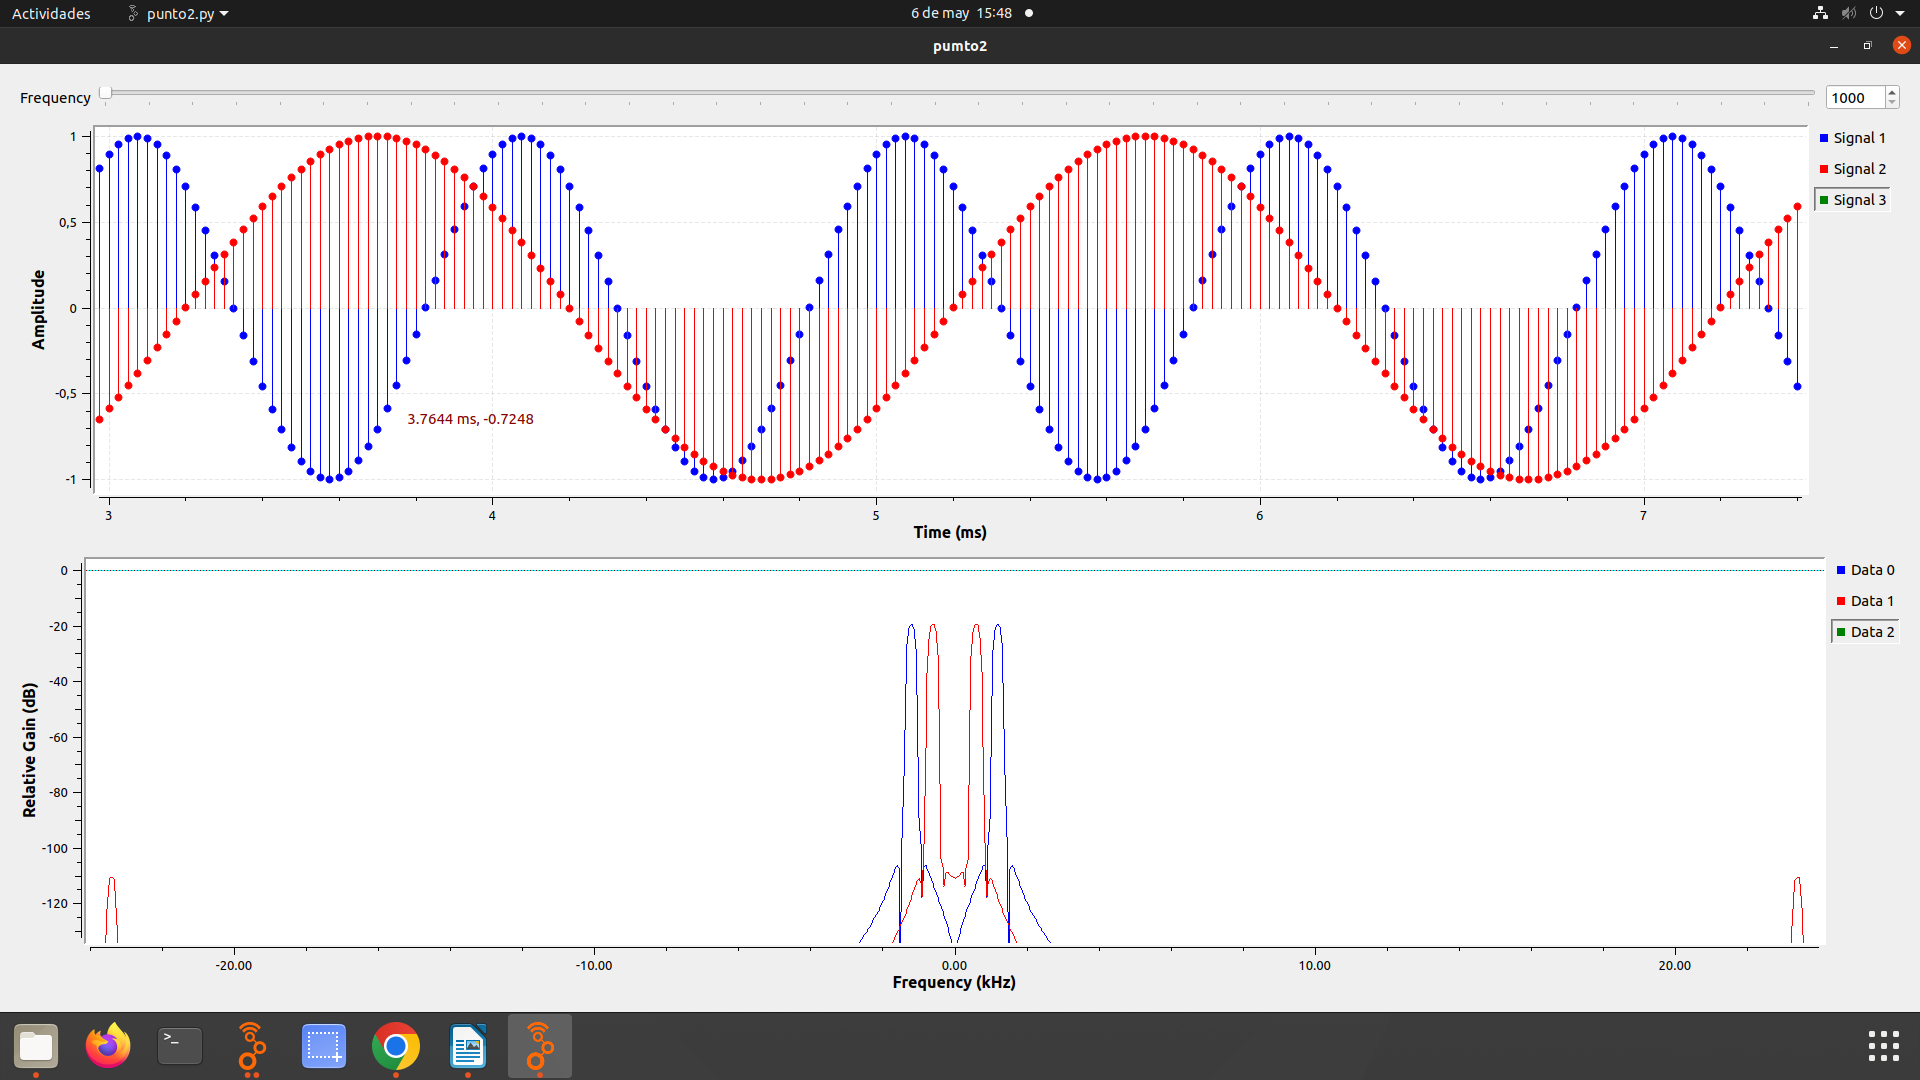 Actividades punto2.py 6 de may 15:48
pumto2
Frequency 1000
Signal 1
Signal 2
Signal 3
1
0,5
0
-0,5
-1
Amplitude
3.7644 ms, -0.7248
3 4 5 6 7
Time (ms)
Data 0
Data 1
Data 2
0
-20
-40
-60
-80
-100
-120
Relative Gain (dB)
-20.00 -10.00 0.00 10.00 20.00
Frequency (kHz)
>_